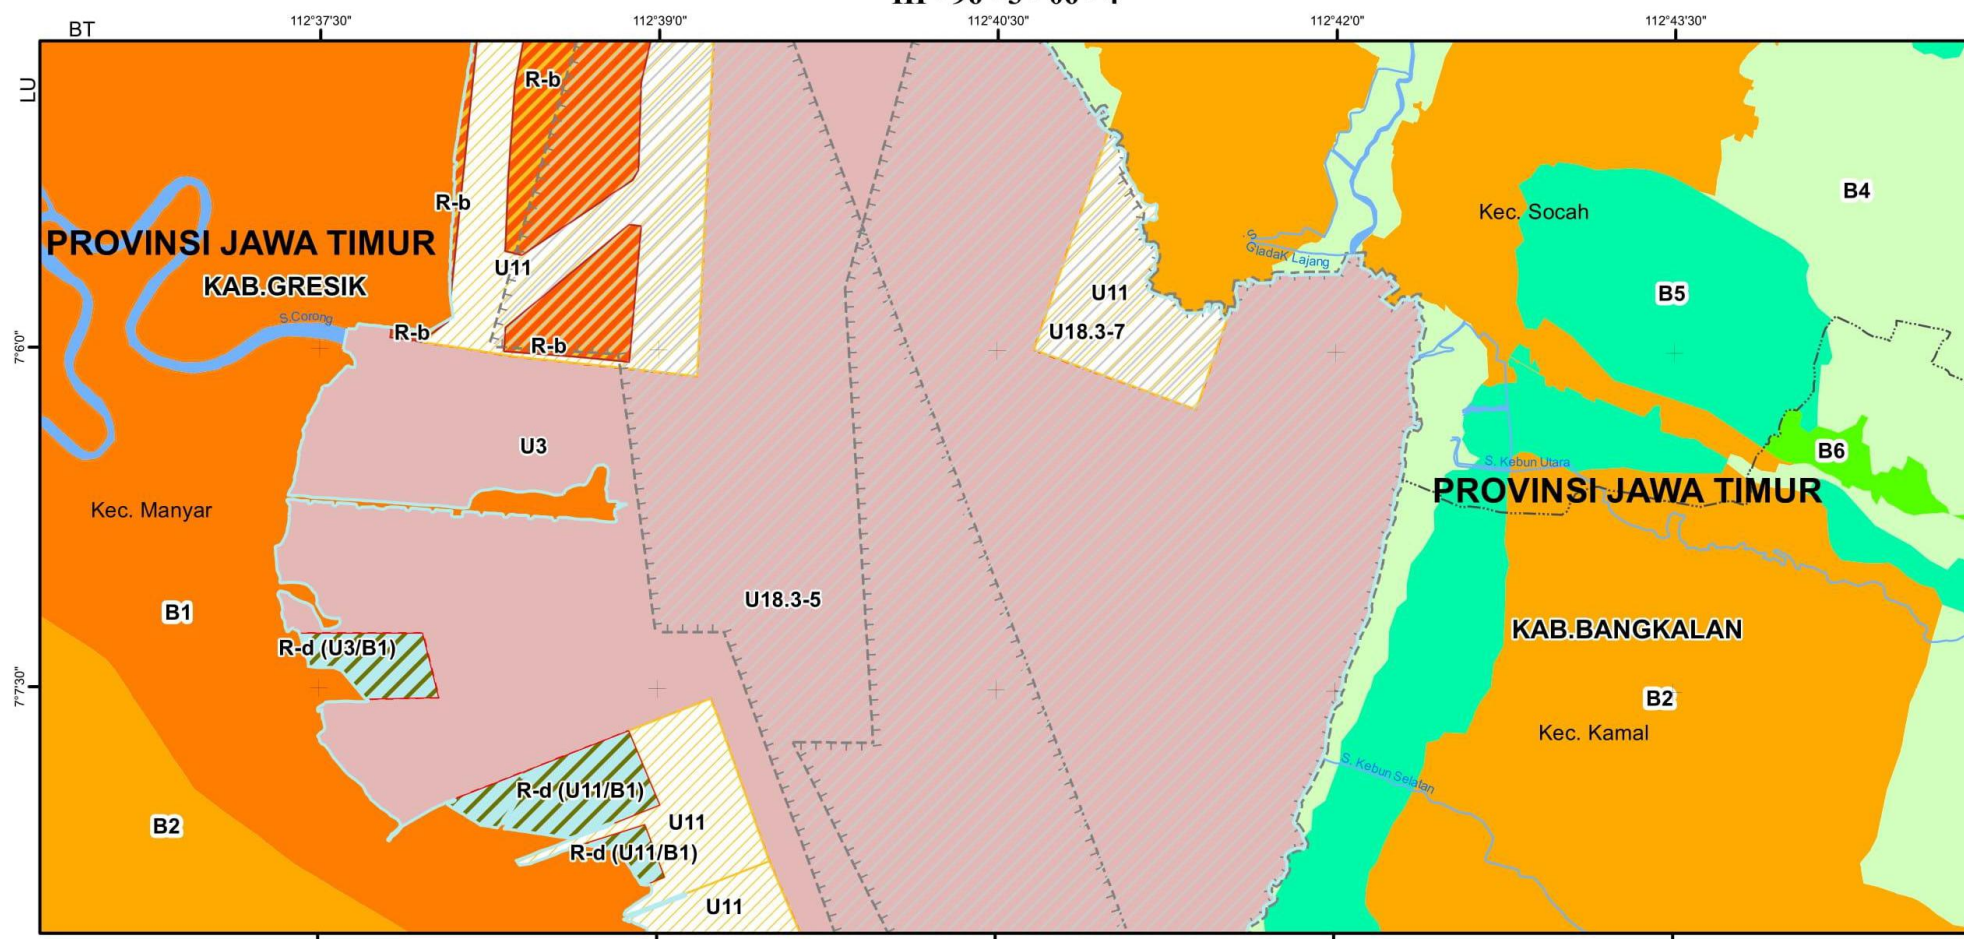 BT
112°37'30"
112°39'0"
112°40'30"
112°42'0"
112°43'30"
LU
R-b
B4
R-b
Kec. Socah
PROVINSI JAWA TIMUR
S. Gladak Lajang
U11
KAB.GRESIK
U11
B5
S.Corong
R-b
U18.3-7
R-b
7°6'0"
U3
B6
S. Kebun Utara
PROVINSI JAWA TIMUR
Kec. Manyar
U18.3-5
B1
KAB.BANGKALAN
R-d (U3/B1)
7°7'30"
B2
Kec. Kamal
S. Kebun Selatan
R-d (U11/B1)
U11
B2
R-d (U11/B1)
U11